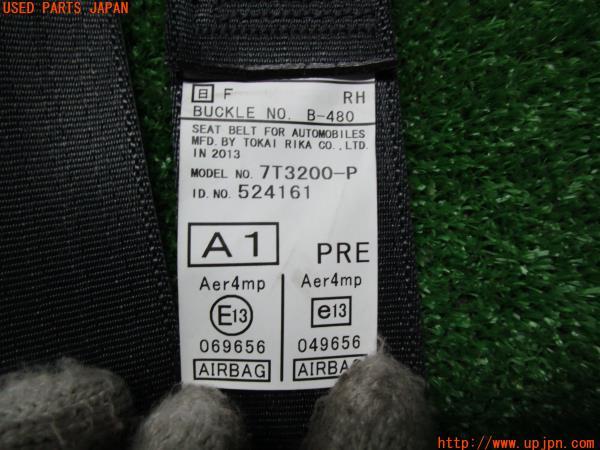 USED PARTS JAPAN
日 F RH
BUCKLE NO. B-480
SEAT BELT FOR AUTOMOBILES
MFD.BY TOKAI RIKA CO.,LTD.
IN 2013
MODEL NO. 7T3200-P
ID.NO. 524161
A1 PRE
Aer4mp Aer4mp
E13 e13
069656 049656
AIRBAG AIRBAG
http://www.upjpn.com/